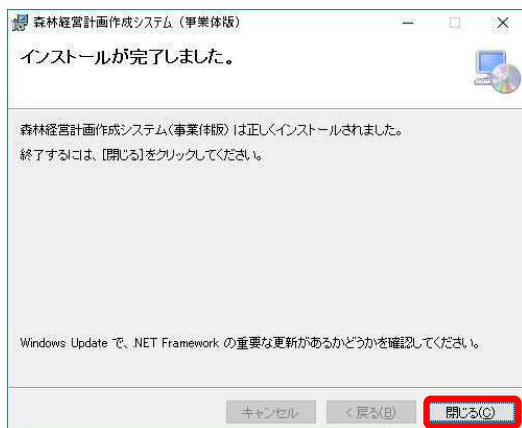 森林経営計画作成システム（事業体版）
インストールが完了しました。
森林経営計画作成システム(事業体版) は正しくインストールされました。
終了するには、[閉じる]をクリックしてください。
Windows Update で、.NET Framework の重要な更新があるかどうかを確認してください。
キャンセル
< 戻る(B)
閉じる(C)